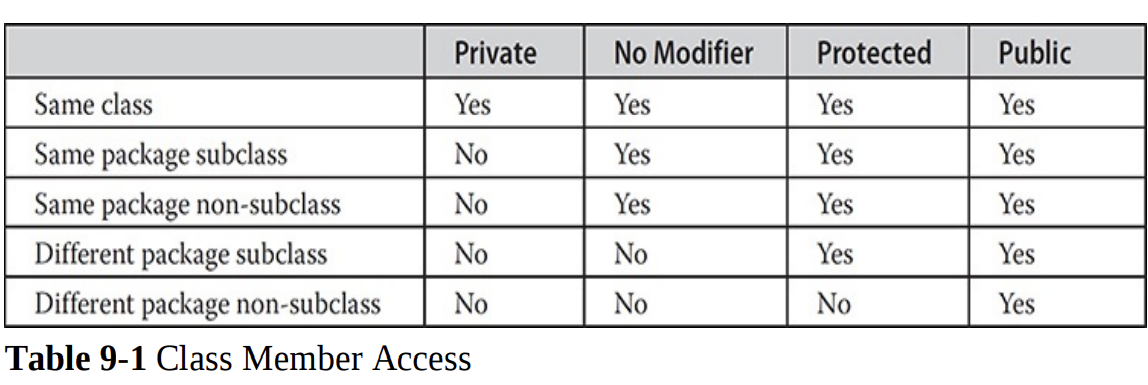 Private No Modifier Protected Public
Same class Yes Yes Yes Yes
Same package subclass No Yes Yes Yes
Same package non-subclass No Yes Yes Yes
Different package subclass No No Yes Yes
Different package non-subclass No No No Yes
Table 9-1 Class Member Access